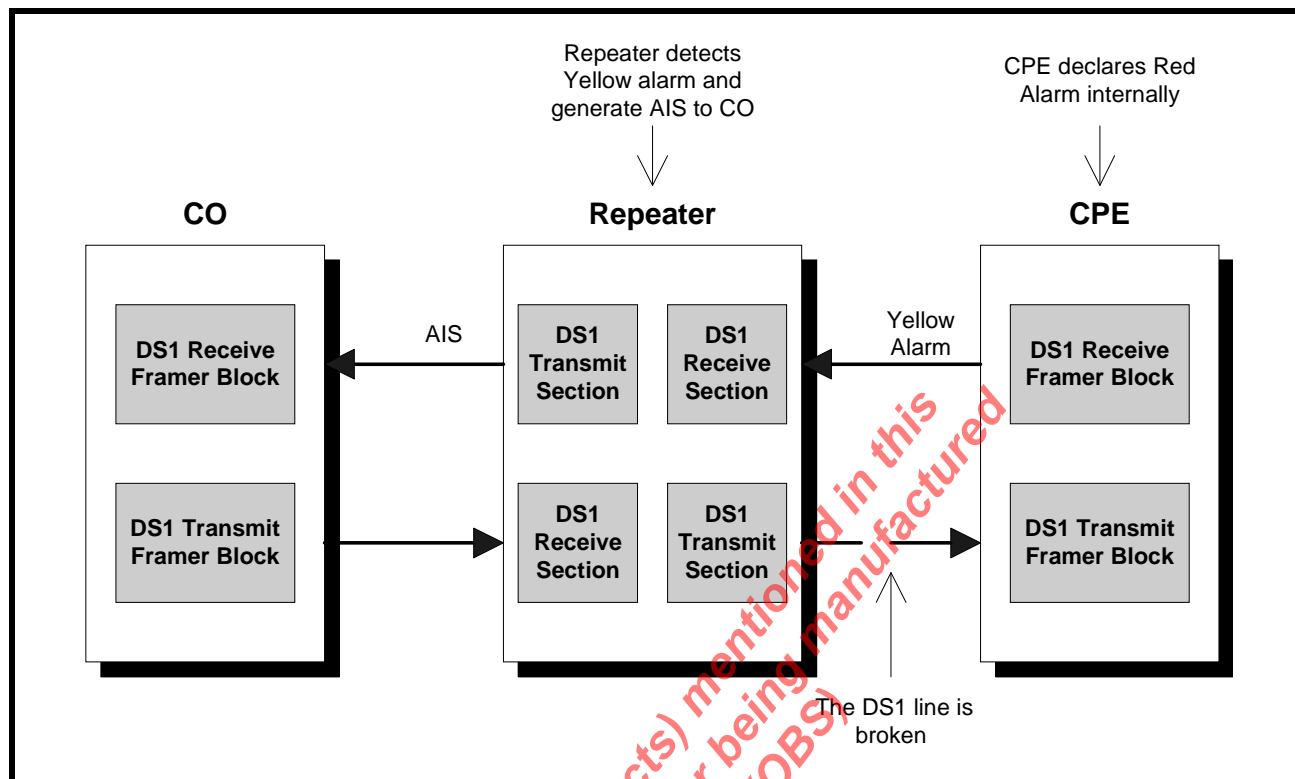 Repeater detects
Yellow alarm and
generate AIS to CO
CPE declares Red
Alarm internally
CO
Repeater
CPE
DS1 Receive
Framer Block
AIS
DS1
Transmit
Section
DS1
Receive
Section
Yellow
Alarm
DS1 Receive
Framer Block
DS1 Transmit
Framer Block
DS1
Receive
Section
DS1
Transmit
Section
DS1 Transmit
Framer Block
The DS1 line is
broken
cts) mentioned in this
r being manufactured
(OBS)